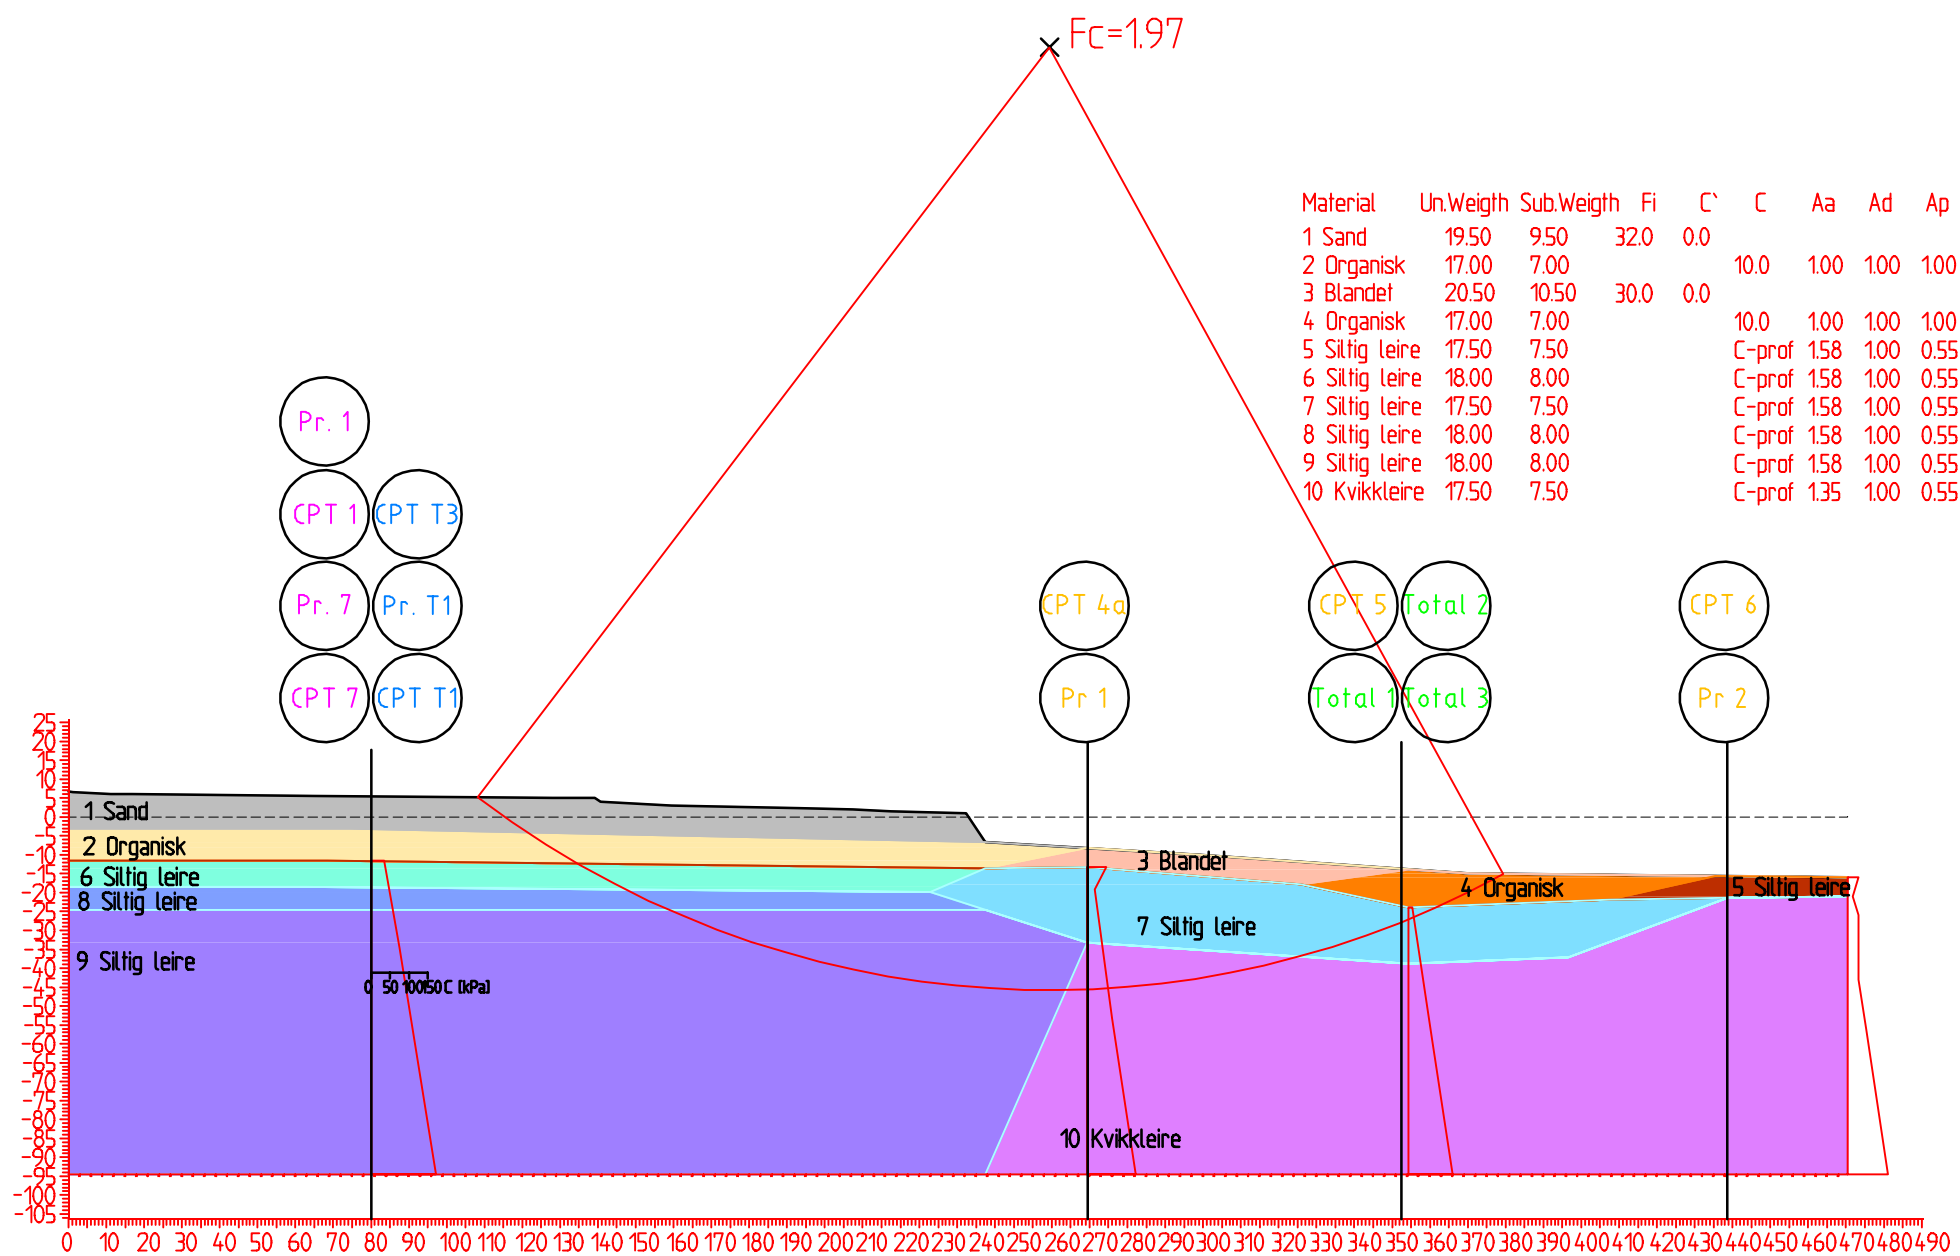 Fc=1.97
Material Un.Weigth Sub.Weigth Fi C` C Aa Ad Ap
1 Sand 19.50 9.50 32.0 0.0
2 Organisk 17.00 7.00 10.0 1.00 1.00 1.00
3 Blandet 20.50 10.50 30.0 0.0
4 Organisk 17.00 7.00 10.0 1.00 1.00 1.00
5 Siltig leire 17.50 7.50 C-prof 1.58 1.00 0.55
6 Siltig leire 18.00 8.00 C-prof 1.58 1.00 0.55
7 Siltig leire 17.50 7.50 C-prof 1.58 1.00 0.55
8 Siltig leire 18.00 8.00 C-prof 1.58 1.00 0.55
9 Siltig leire 18.00 8.00 C-prof 1.58 1.00 0.55
10 Kvikkleire 17.50 7.50 C-prof 1.35 1.00 0.55
Pr. 1
CPT 1 CPT T3
Pr. 7 Pr. T1
CPT 7 CPT T1
CPT 4a
Pr 1
CPT 5 Total 2
Total 1 Total 3
CPT 6
Pr 2
25
20
15
10
5
0
-5
-10
-15
-20
-25
-30
-35
-40
-45
-50
-55
-60
-65
-70
-75
-80
-85
-90
-95
-100
-105
1 Sand
2 Organisk
6 Siltig leire
8 Siltig leire
9 Siltig leire
3 Blandet
4 Organisk
5 Siltig leire
7 Siltig leire
10 Kvikkleire
0 50 100 150 C [kPa]
0 10 20 30 40 50 60 70 80 90 100 110 120 130 140 150 160 170 180 190 200 210 220 230 240 250 260 270 280 290 300 310 320 330 340 350 360 370 380 390 400 410 420 430 440 450 460 470 480 490